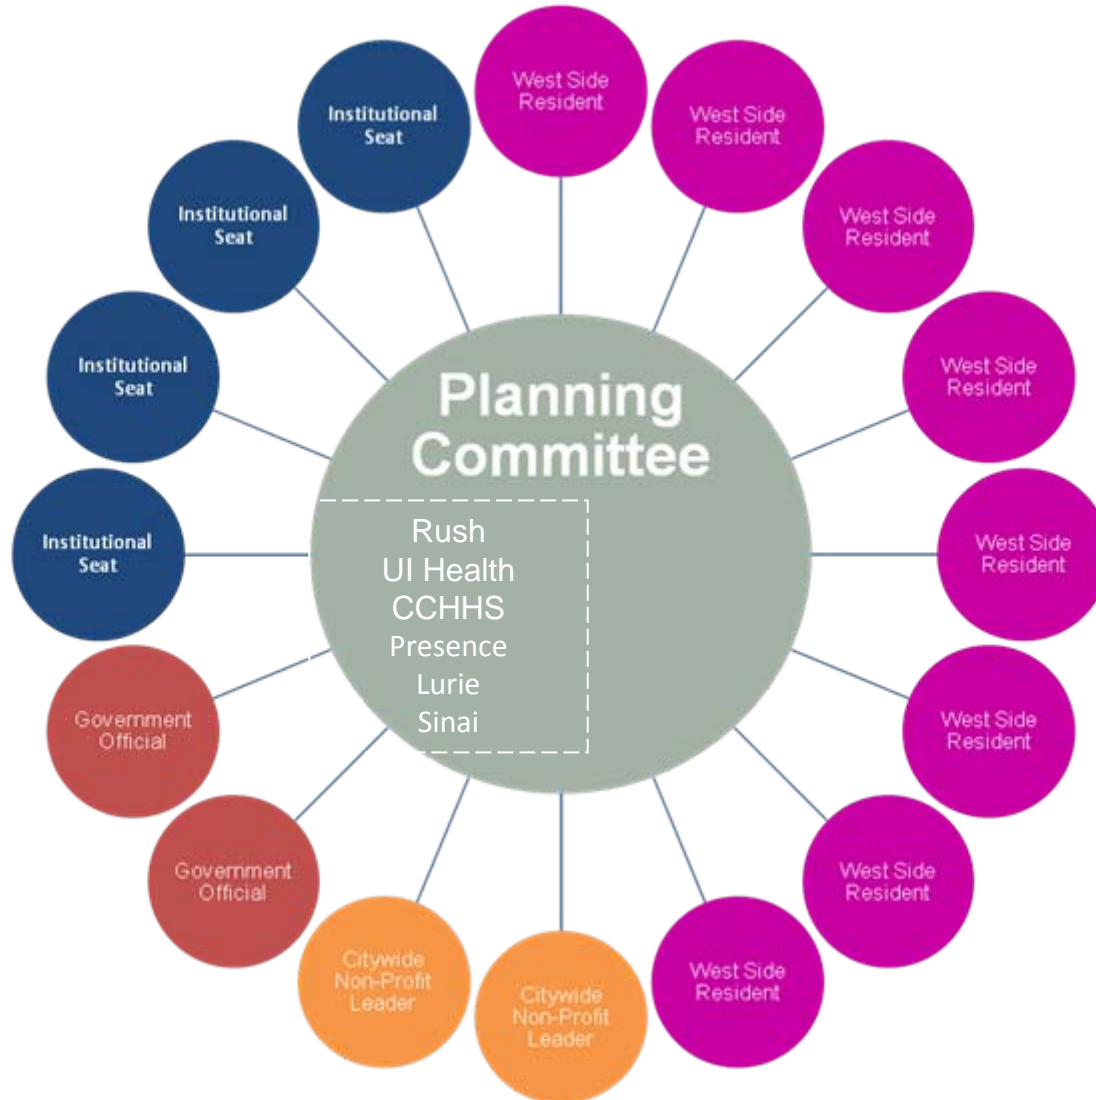 Planning
Committee
Rush
UI Health
CCHHS
Presence
Lurie
Sinai
West Side
Resident
West Side
Resident
West Side
Resident
West Side
Resident
West Side
Resident
West Side
Resident
West Side
Resident
West Side
Resident
Citywide
Non-Profit
Leader
Citywide
Non-Profit
Leader
Government
Official
Government
Official
Institutional
Seat
Institutional
Seat
Institutional
Seat
Institutional
Seat